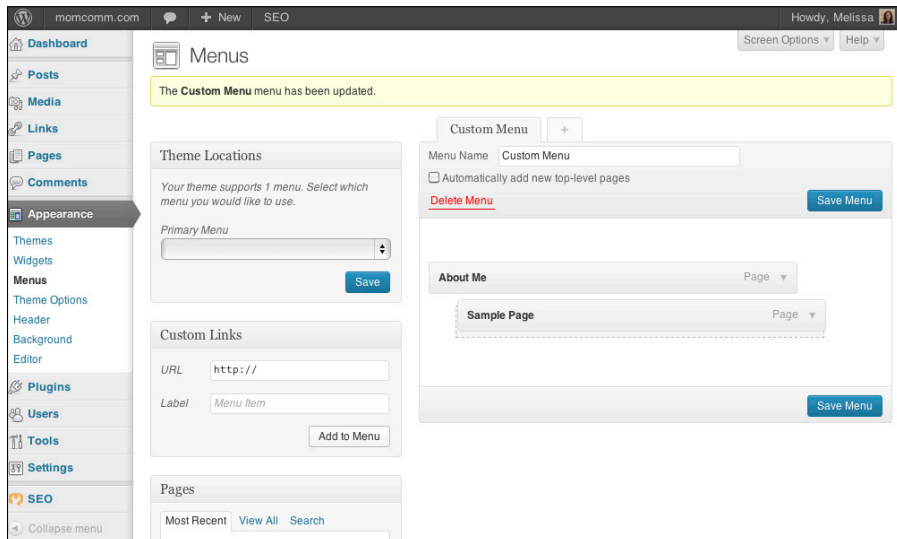 momcomm.com
+ New
SEO
Howdy, Melissa
Dashboard
Posts
Media
Links
Pages
Comments
Appearance
Themes
Widgets
Menus
Theme Options
Header
Background
Editor
Plugins
Users
Tools
Settings
SEO
Collapse menu
Screen Options
Help
Menus
The Custom Menu menu has been updated.
Theme Locations
Your theme supports 1 menu. Select which
menu you would like to use.
Primary Menu
Save
Custom Links
URL
http://
Label
Menu Item
Add to Menu
Pages
Most Recent
View All
Search
Custom Menu
+
Menu Name
Custom Menu
Automatically add new top-level pages
Delete Menu
Save Menu
About Me
Page
Sample Page
Page
Save Menu